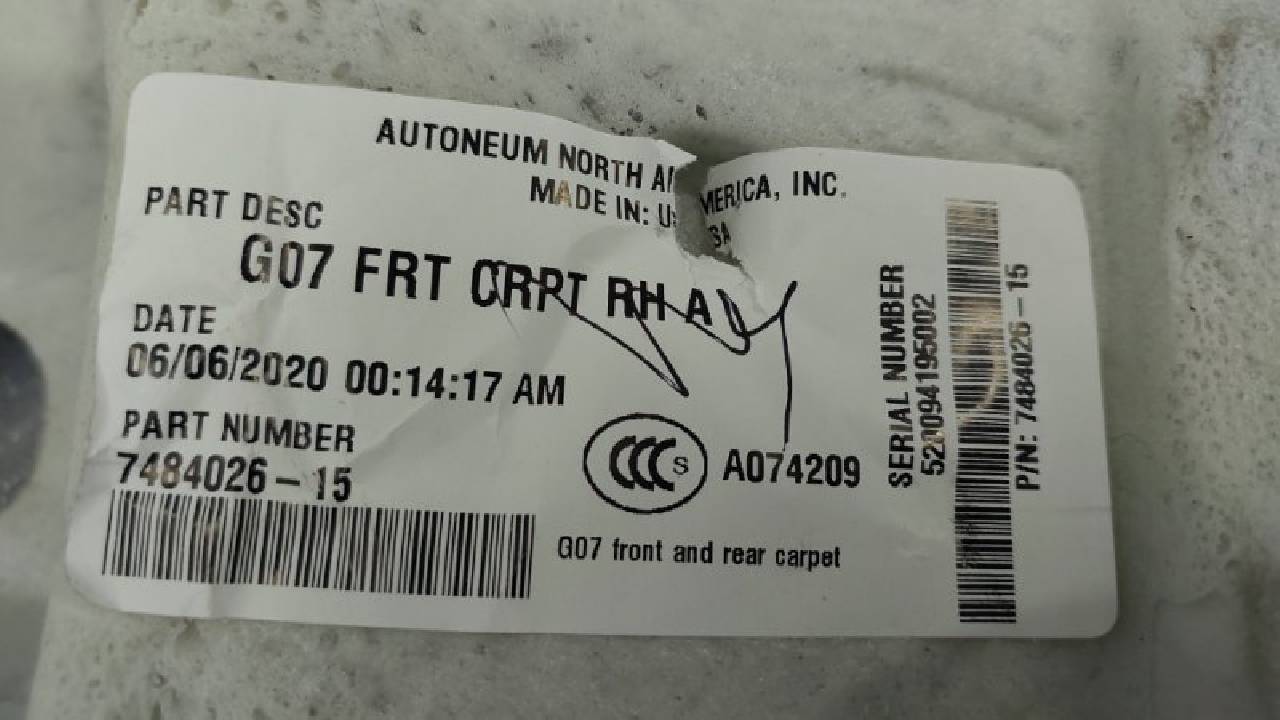 AUTONEUM NORTH AMERICA, INC.
MADE IN: USA
PART DESC
G07 FRT CRPT RH A
DATE
06/06/2020 00:14:17 AM
PART NUMBER
7484026-15
CCC S A074209
G07 front and rear carpet
SERIAL NUMBER
P/N: 7484026-15